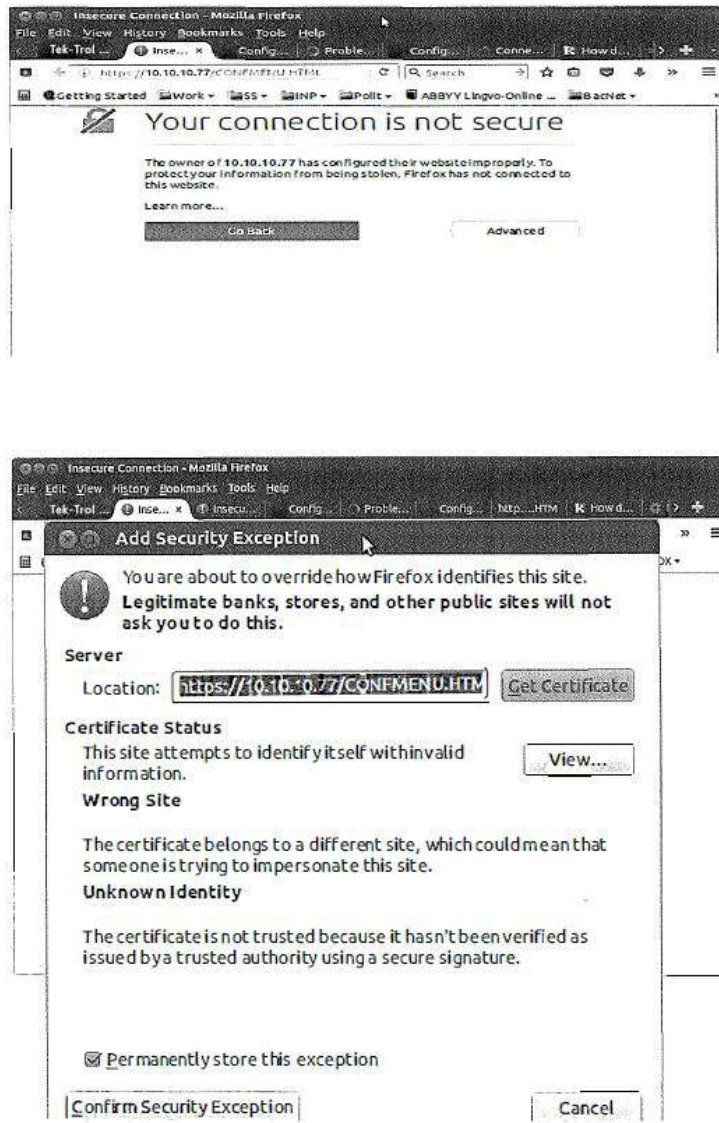 Insecure Connection - Mozilla Firefox
File Edit View History Bookmarks Tools Help
Tek-Trol ... Inse... × Config... Proble... Config... Conne... How d...
https://10.10.10.77/CONFMENU.HTML Search
Getting Started Work SS INP Polit ABBYY Lingvo-Online ... BacNet
Your connection is not secure
The owner of 10.10.10.77 has configured their website improperly. To
protect your information from being stolen, Firefox has not connected to
this website.
Learn more...
Go Back Advanced
Insecure Connection - Mozilla Firefox
File Edit View History Bookmarks Tools Help
Tek-Trol ... Inse... × Insecu... Config... Proble... Config... http....HTM How d...
Add Security Exception
You are about to override how Firefox identifies this site.
Legitimate banks, stores, and other public sites will not
ask you to do this.
Server
Location: https://10.10.10.77/CONFMENU.HTM Get Certificate
Certificate Status
This site attempts to identify itself withinvalid
information.
View...
Wrong Site
The certificate belongs to a different site, which could mean that
someone is trying to impersonate this site.
Unknown Identity
The certificate is not trusted because it hasn't been verified as
issued by a trusted authority using a secure signature.
Permanently store this exception
Confirm Security Exception Cancel